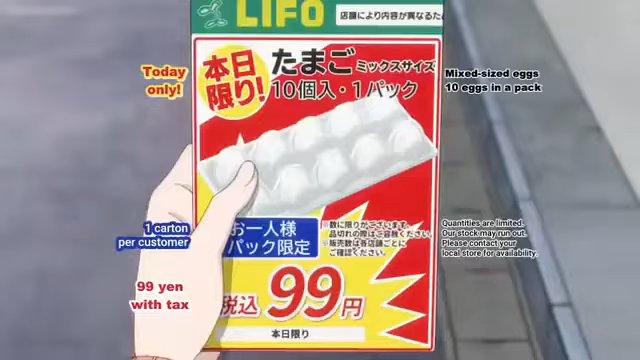 LIFO
店舗により内容が異なるた
本日
限り!
たまご ミックスサイズ
10個入・1パック
Today
only!
Mixed-sized eggs
10 eggs in a pack
お一人様
パック限定
※数に限りがございます。
品切れの際はご容赦ください。
※販売数は各店舗ごとに
ご確認ください。
1 carton
per customer
Quantities are limited.
Our stock may run out.
Please contact your
local store for availability.
税込 99円
99 yen
with tax
本日限り